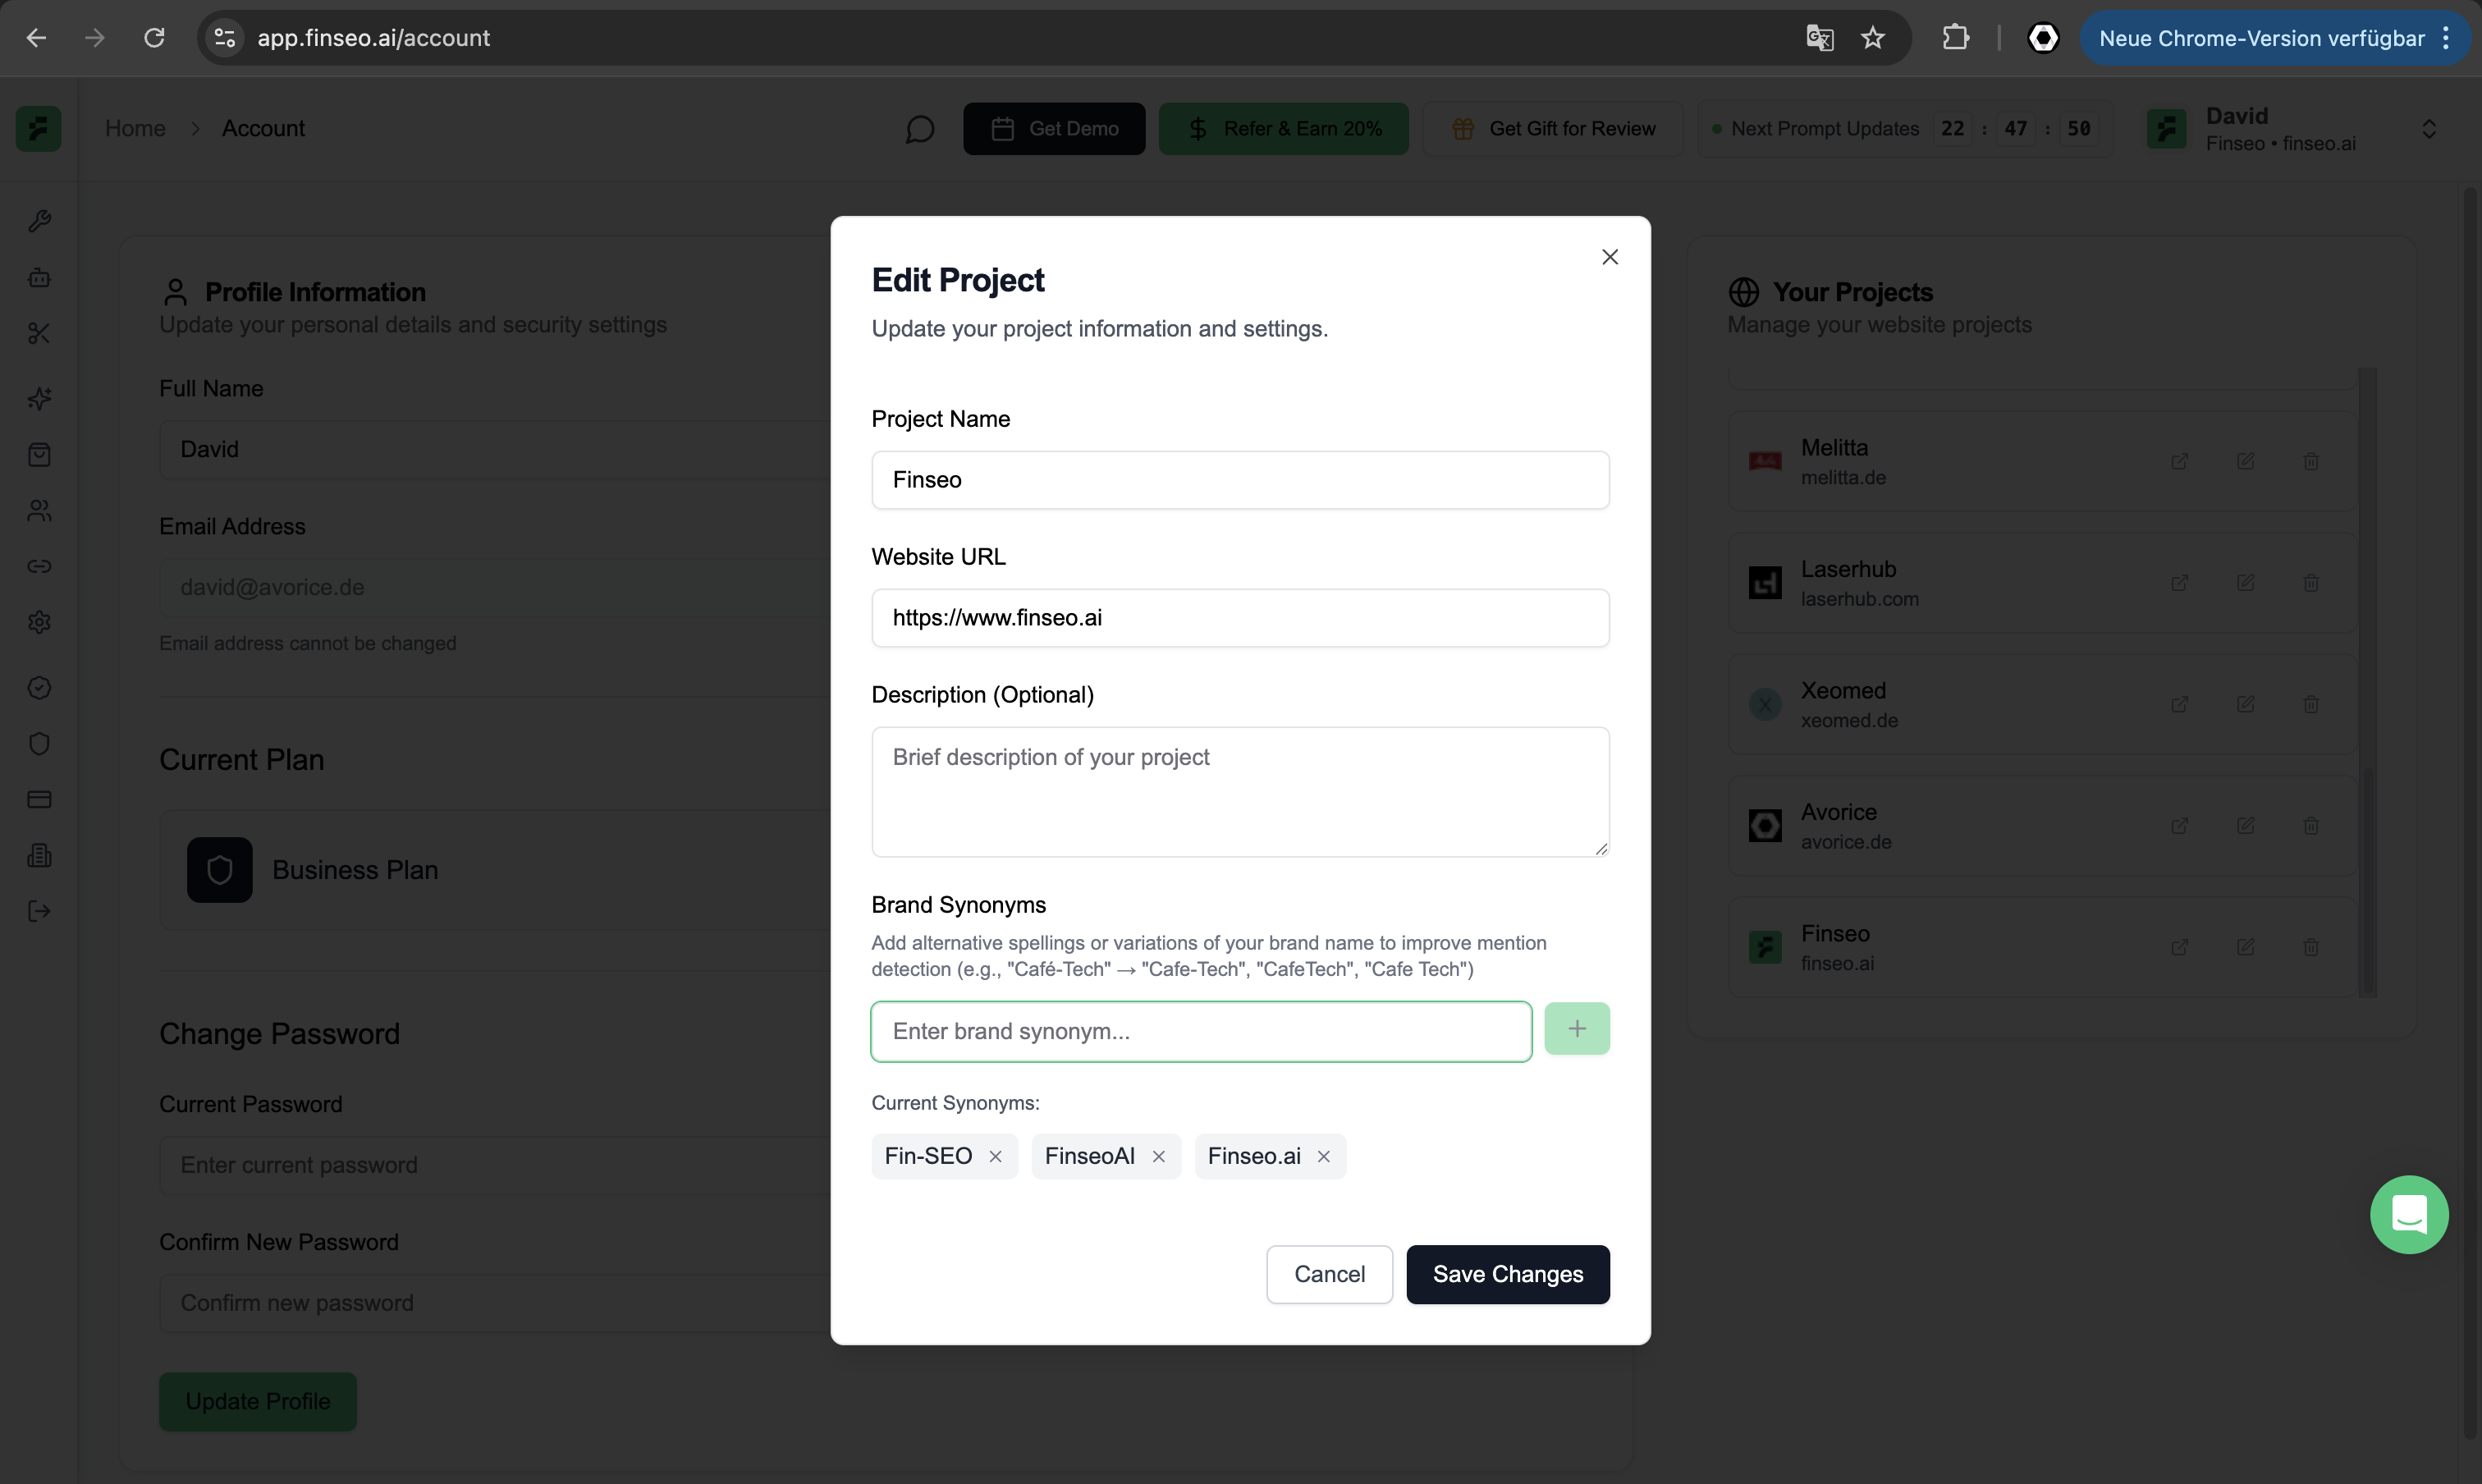 app.finseo.ai/account
Neue Chrome-Version verfügbar
Home > Account
Get Demo
$ Refer & Earn 20%
Get Gift for Review
Next Prompt Updates 22 : 47 : 50
David
Finseo • finseo.ai
Profile Information
Update your personal details and security settings
Full Name
David
Email Address
david@avorice.de
Email address cannot be changed
Current Plan
Business Plan
Change Password
Current Password
Enter current password
Confirm New Password
Confirm new password
Update Profile
Edit Project
Update your project information and settings.
Project Name
Finseo
Website URL
https://www.finseo.ai
Description (Optional)
Brief description of your project
Brand Synonyms
Add alternative spellings or variations of your brand name to improve mention
detection (e.g., "Café-Tech" → "Cafe-Tech", "CafeTech", "Cafe Tech")
Enter brand synonym...
Current Synonyms:
Fin-SEO × FinseoAI × Finseo.ai ×
Cancel
Save Changes
Your Projects
Manage your website projects
Melitta
melitta.de
Laserhub
laserhub.com
X
Xeomed
xeomed.de
Avorice
avorice.de
Finseo
finseo.ai